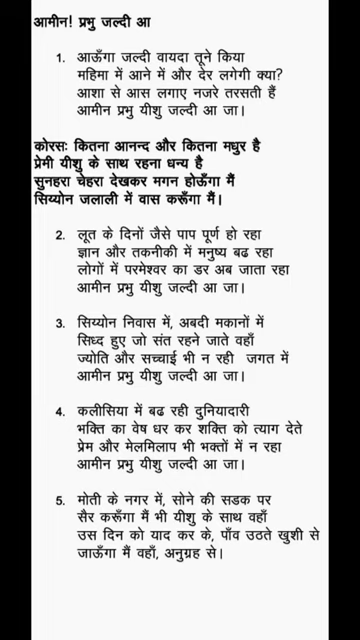 आमीन! प्रभु जल्दी आ
1. आऊँगा जल्दी वायदा तूने किया
महिमा में आने में और देर लगेगी क्या?
आशा से आस लगाए नजरे तरसती हैं
आमीन प्रभु यीशु जल्दी आ जा।
कोरसः कितना आनन्द और कितना मधुर है
प्रेमी यीशु के साथ रहना धन्य है
सुनहरा चेहरा देखकर मगन होऊँगा मैं
सिय्योन जलाली में वास करूँगा मैं।
2. लूत के दिनों जैसे पाप पूर्ण हो रहा
ज्ञान और तकनीकी में मनुष्य बढ रहा
लोगों में परमेश्वर का डर अब जाता रहा
आमीन प्रभु यीशु जल्दी आ जा।
3. सिय्योन निवास में, अबदी मकानों में
सिध्द हुए जो संत रहने जाते वहाँ
ज्योति और सच्चाई भी न रही जगत में
आमीन प्रभु यीशु जल्दी आ जा।
4. कलीसिया में बढ रही दुनियादारी
भक्ति का वेष धर कर शक्ति को त्याग देते
प्रेम और मेलमिलाप भी भक्तों में न रहा
आमीन प्रभु यीशु जल्दी आ जा।
5. मोती के नगर में, सोने की सडक पर
सैर करूँगा मैं भी यीशु के साथ वहाँ
उस दिन को याद कर के, पाँव उठते खुशी से
जाऊँगा मैं वहाँ, अनुग्रह से।